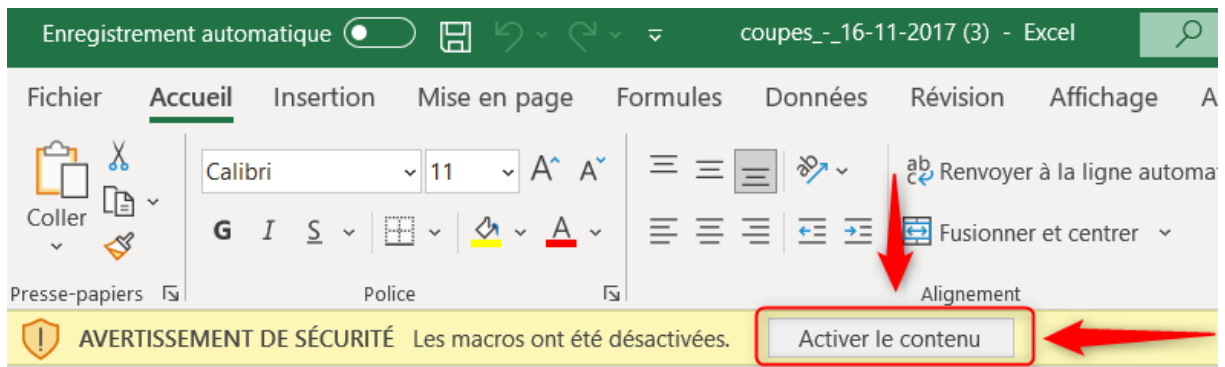 Enregistrement automatique coupes_-_16-11-2017 (3) - Excel
Fichier Accueil Insertion Mise en page Formules Données Révision Affichage A
Calibri 11 A A ab Renvoyer à la ligne automa
Coller
G I S A Fusionner et centrer
Presse-papiers Police Alignement
AVERTISSEMENT DE SÉCURITÉ Les macros ont été désactivées. Activer le contenu